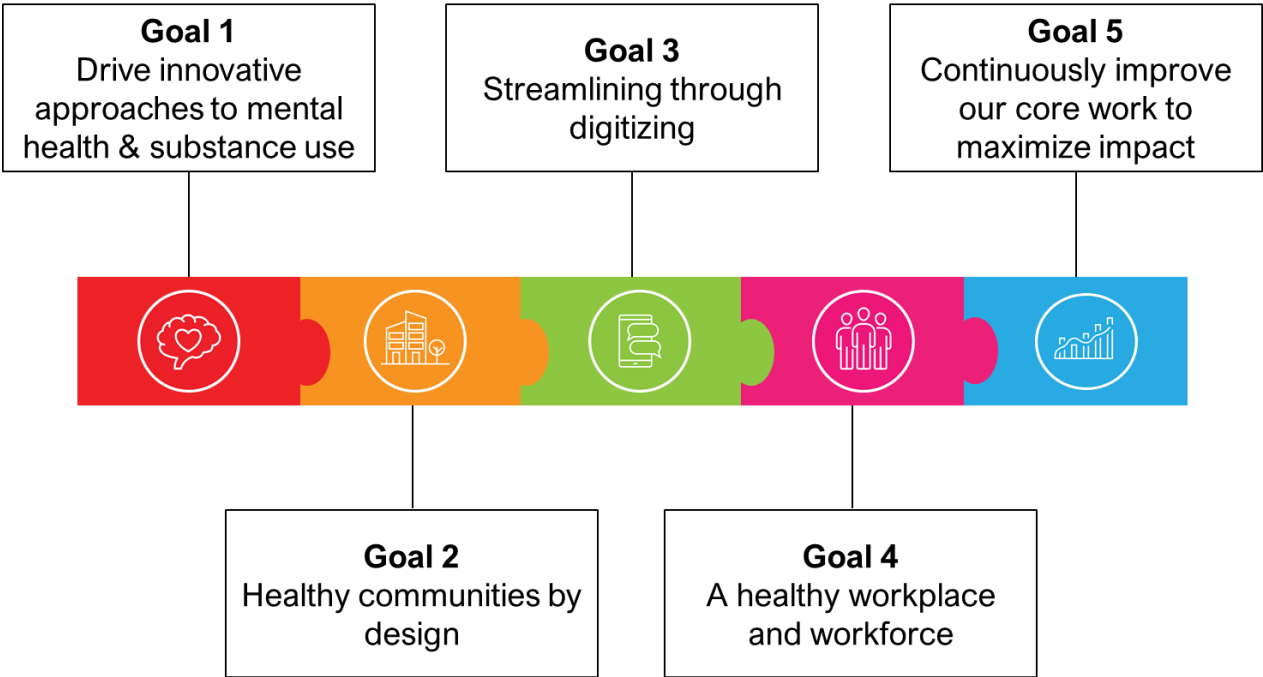 Goal 1
Drive innovative
approaches to mental
health & substance use
Goal 3
Streamlining through
digitizing
Goal 5
Continuously improve
our core work to
maximize impact
Goal 2
Healthy communities by
design
Goal 4
A healthy workplace
and workforce